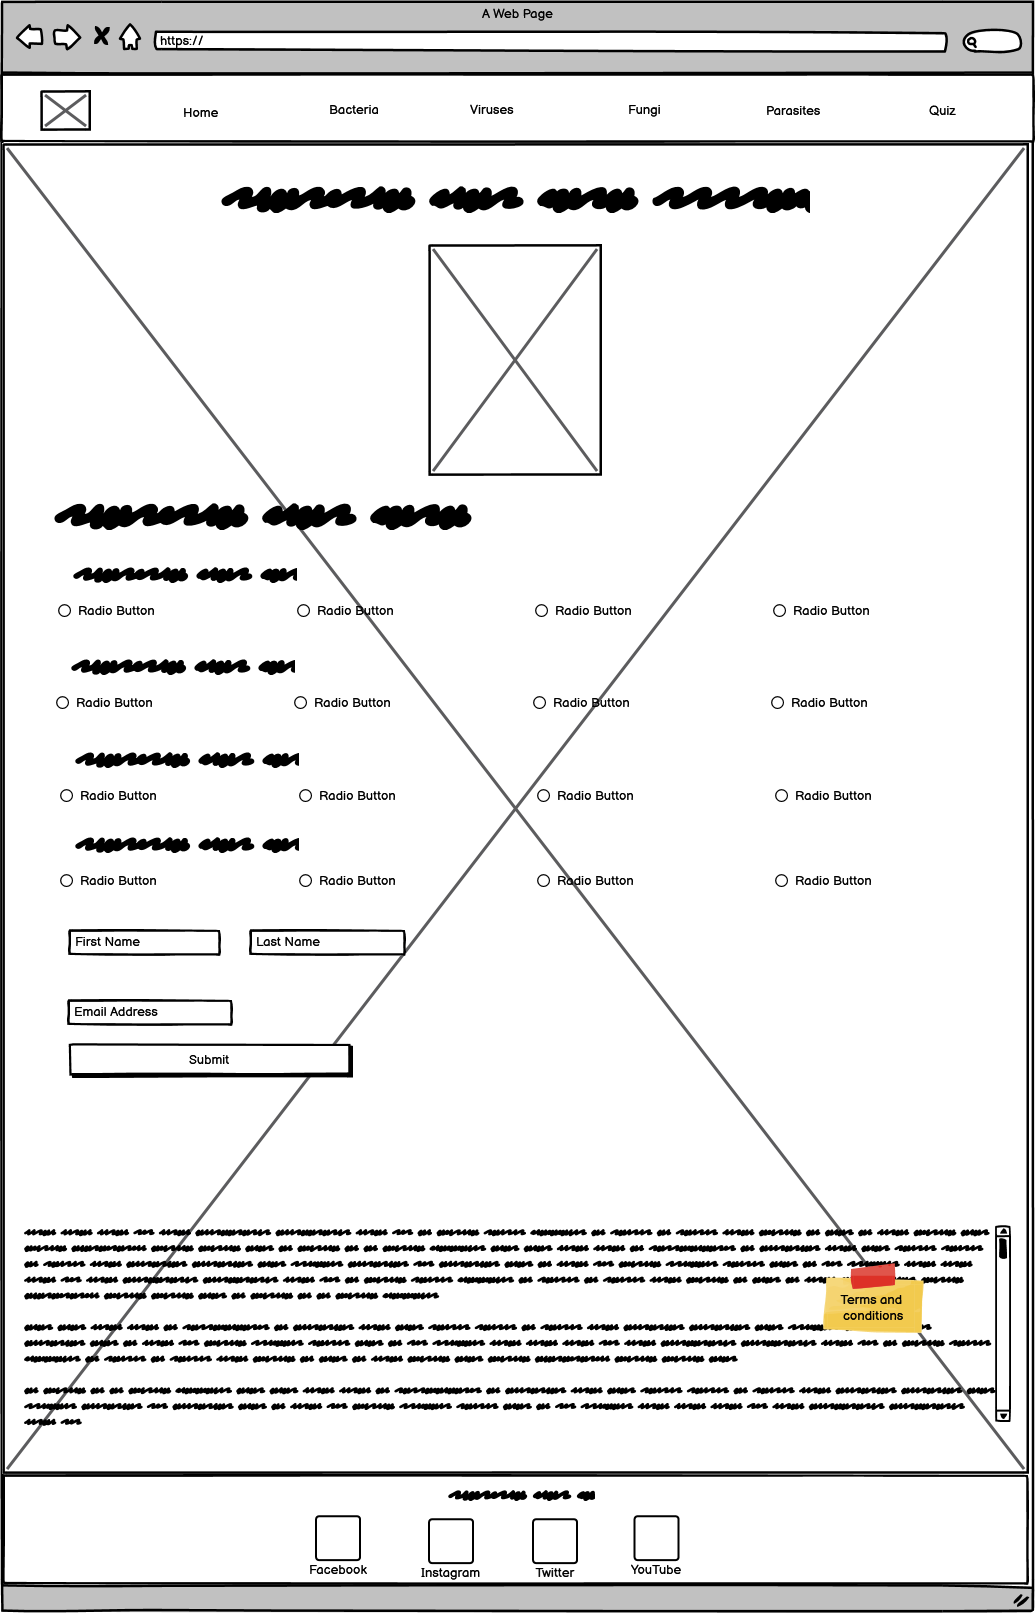 A Web Page
https://
Home Bacteria Viruses Fungi Parasites Quiz
Radio Button Radio Button Radio Button Radio Button
Radio Button Radio Button Radio Button Radio Button
Radio Button Radio Button Radio Button Radio Button
Radio Button Radio Button Radio Button Radio Button
First Name Last Name
Email Address
Submit
Terms and
conditions
Facebook Instagram Twitter YouTube